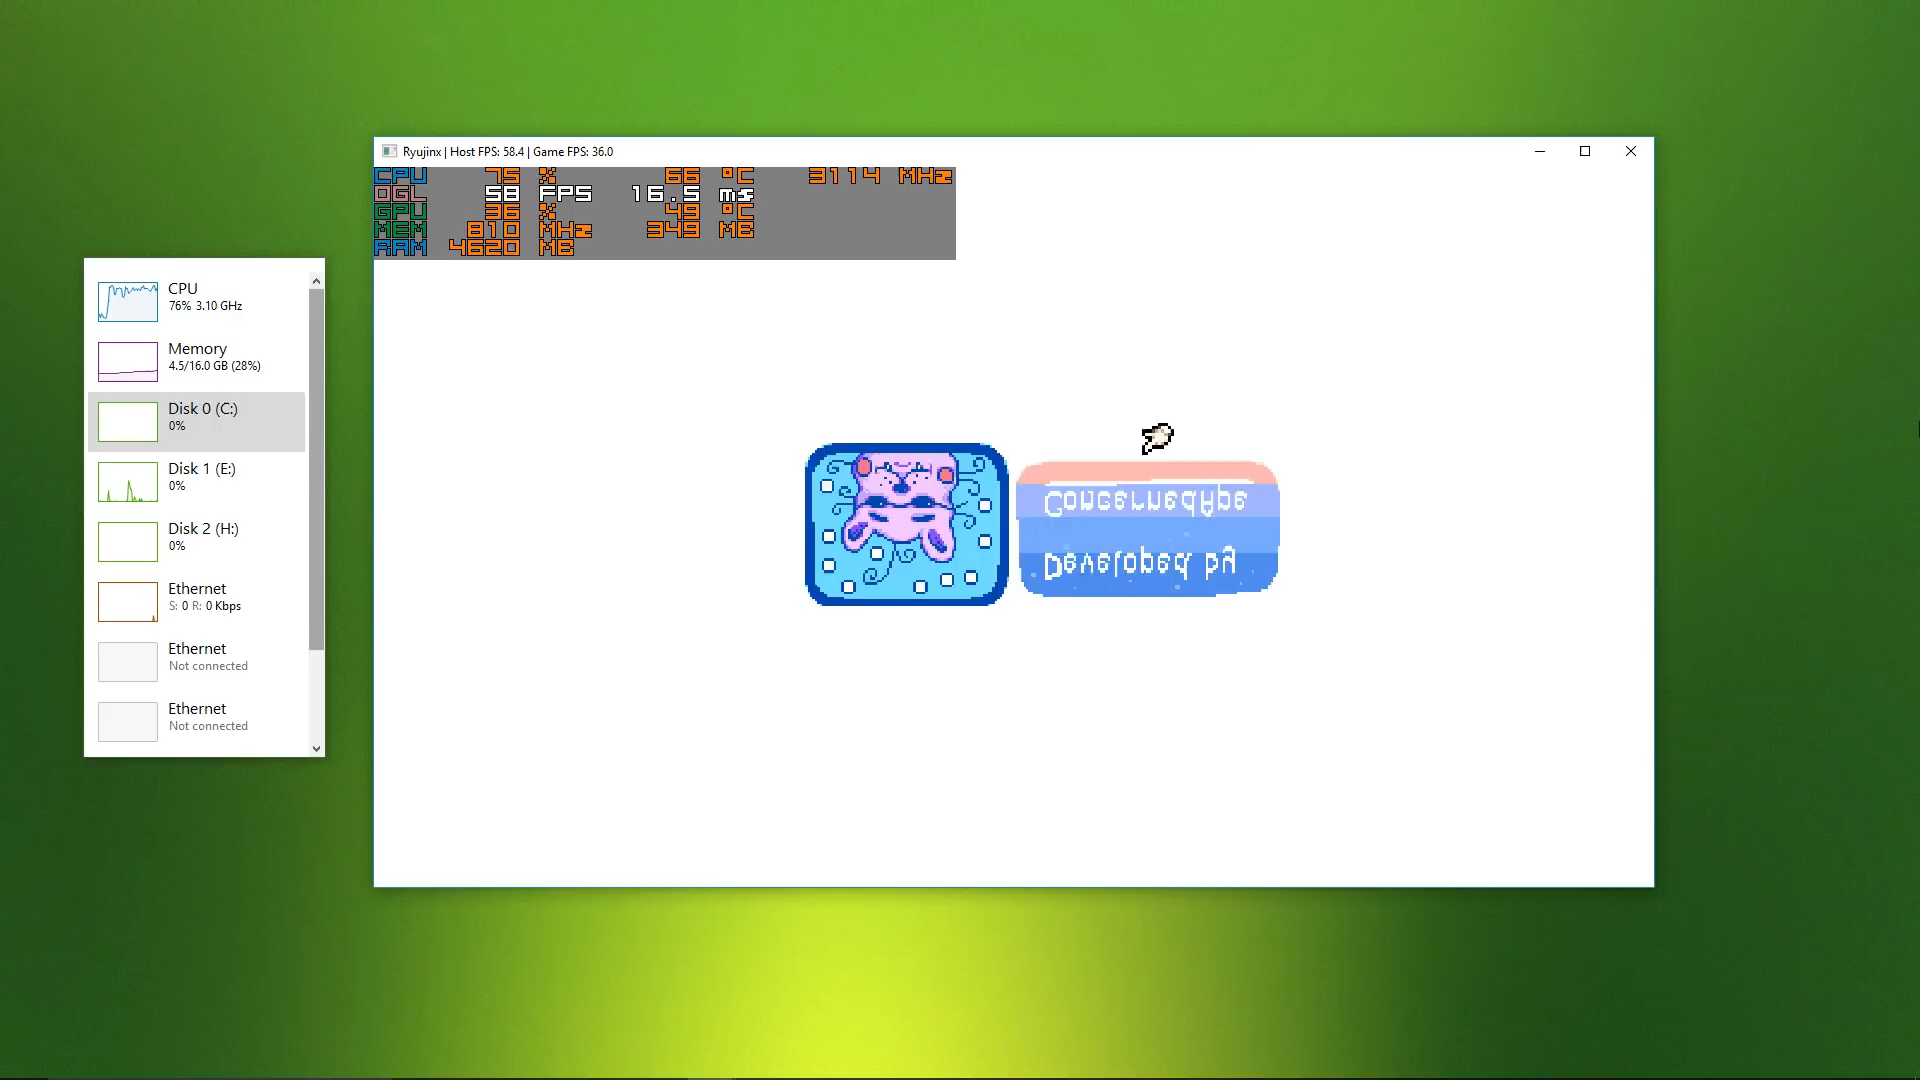 Ryujinx | Host FPS: 58.4 | Game FPS: 36.0
CPU 75 % 66 °C 3114 MHz
OGL 58 FPS 16.5 ms
GPU 36 % 49 °C
MEM 810 MHz 349 MB
RAM 4620 MB
CPU
76% 3.10 GHz
Memory
4.5/16.0 GB (28%)
Disk 0 (C:)
0%
Disk 1 (E:)
0%
Disk 2 (H:)
0%
Ethernet
S: 0 R: 0 Kbps
Ethernet
Not connected
Ethernet
Not connected
Developed by
ConcernedApe